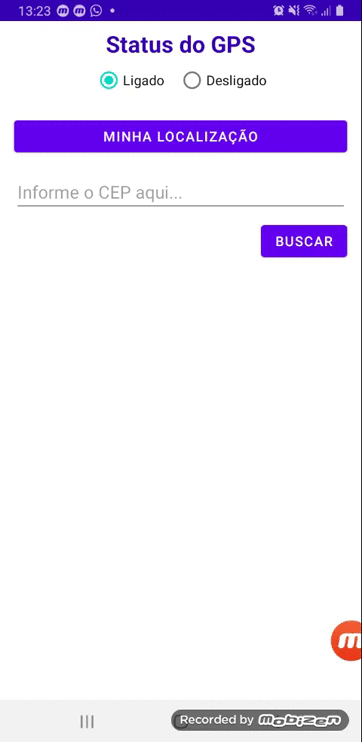 13:23
Status do GPS
Ligado Desligado
MINHA LOCALIZAÇÃO
Informe o CEP aqui...
BUSCAR
m
Recorded by mobizen